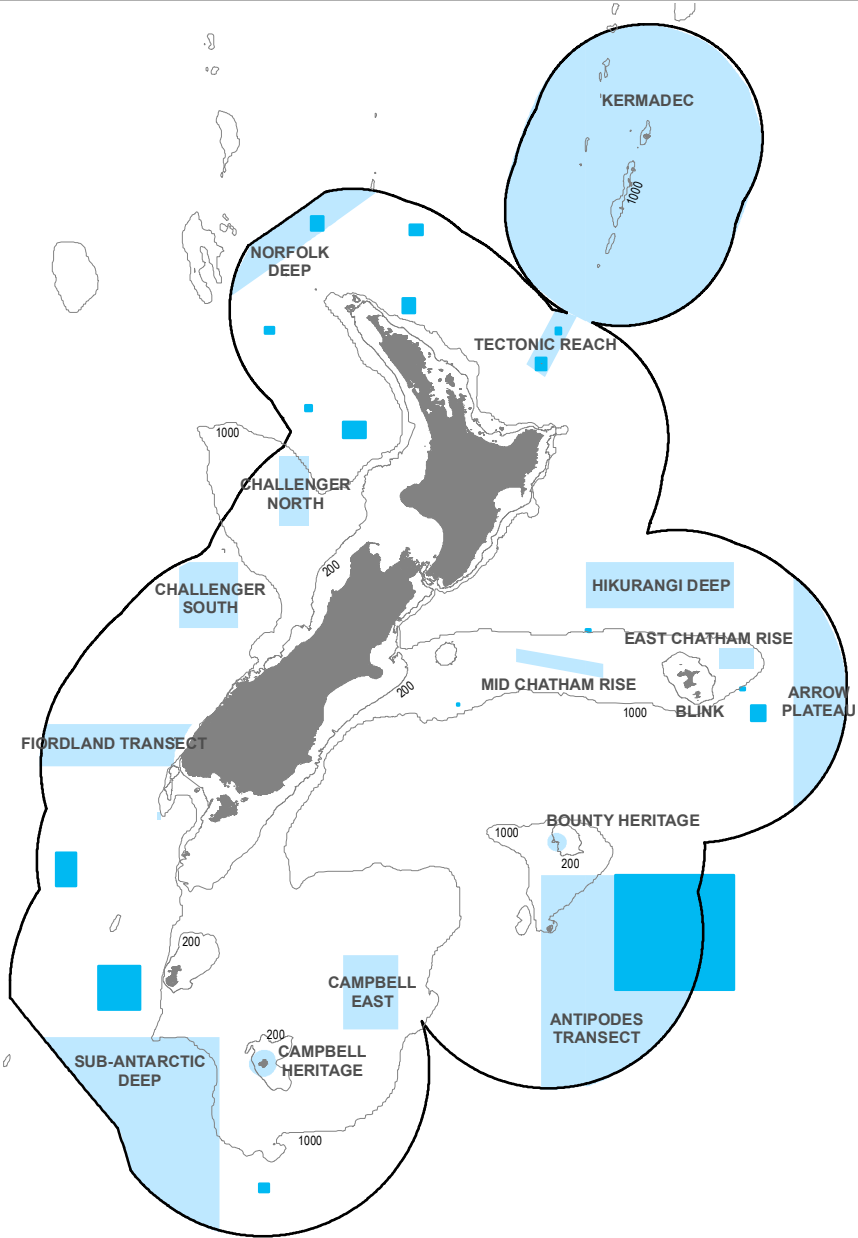 KERMADEC
1000
NORFOLK
DEEP
TECTONIC REACH
1000
CHALLENGER
NORTH
200
CHALLENGER
SOUTH
HIKURANGI DEEP
EAST CHATHAM RISE
MID CHATHAM RISE
200
1000
BLINK
ARROW
PLATEAU
FIORDLAND TRANSECT
BOUNTY HERITAGE
1000
200
200
CAMPBELL
EAST
ANTIPODES
TRANSECT
200
CAMPBELL
HERITAGE
SUB-ANTARCTIC
DEEP
1000